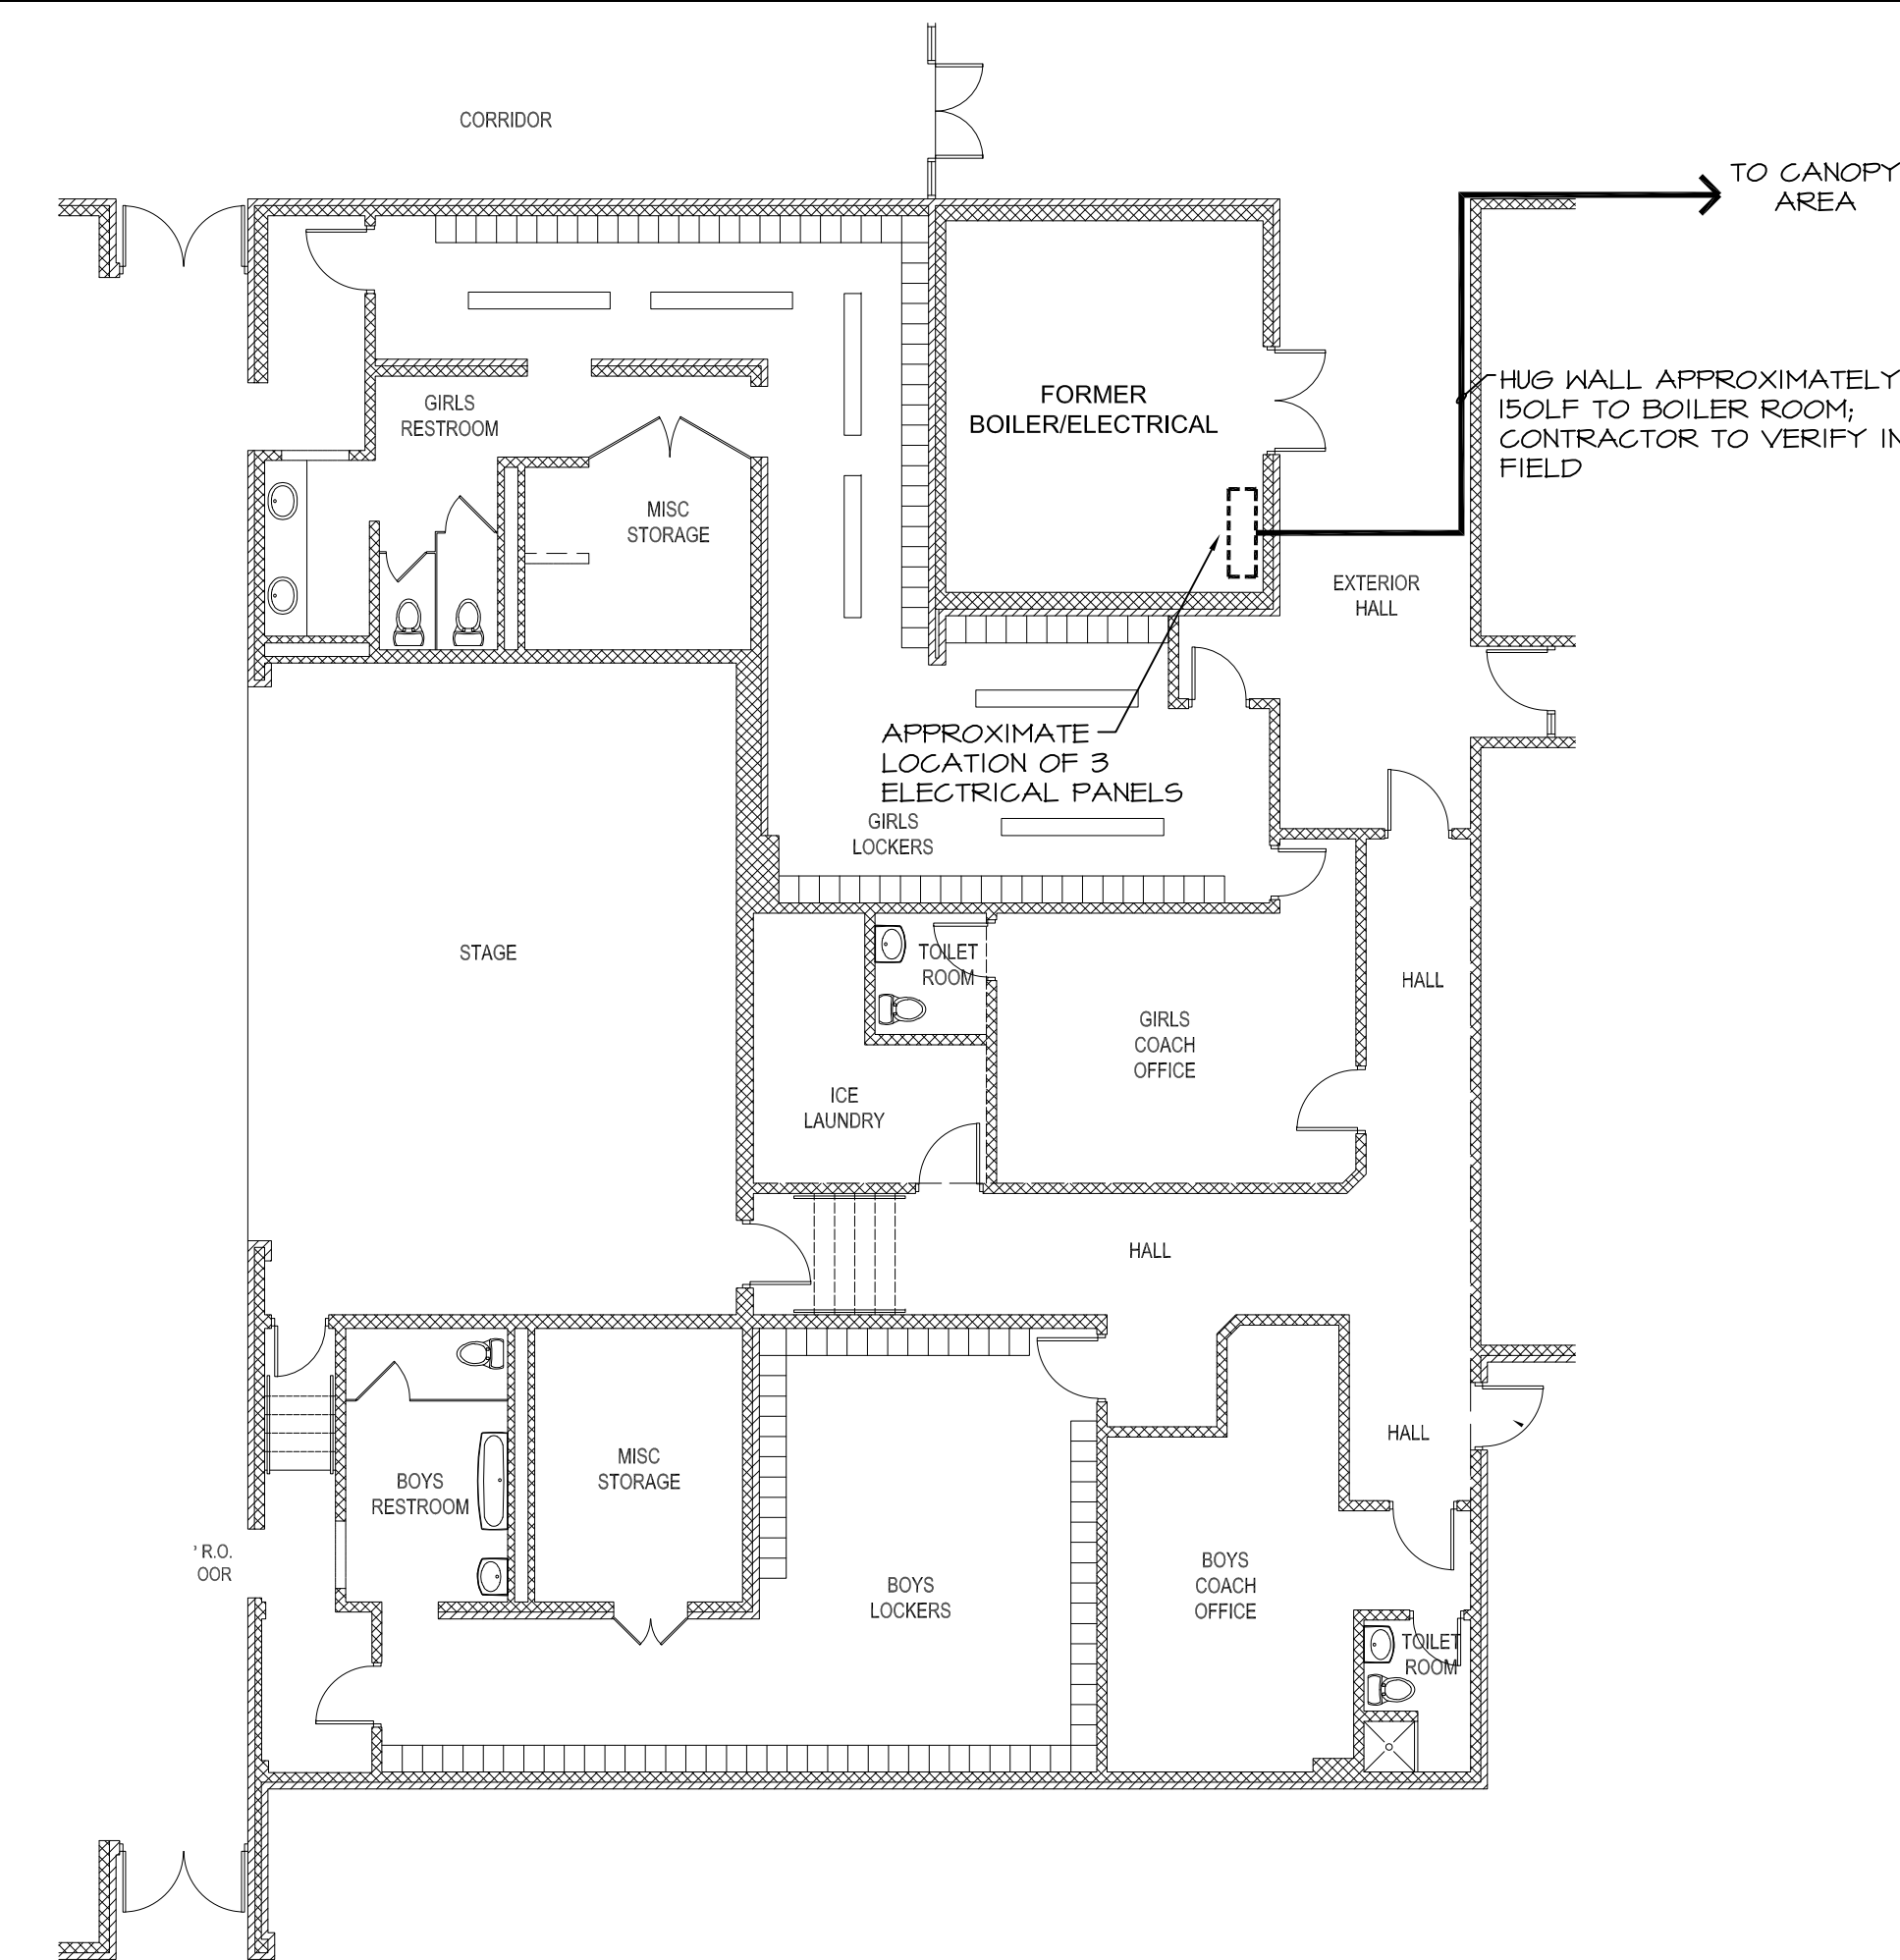 CORRIDOR
TO CANOPY
AREA
GIRLS
RESTROOM
FORMER
BOILER/ELECTRICAL
HUG WALL APPROXIMATELY
150LF TO BOILER ROOM;
CONTRACTOR TO VERIFY IN
FIELD
MISC
STORAGE
EXTERIOR
HALL
APPROXIMATE
LOCATION OF 3
ELECTRICAL PANELS
GIRLS
LOCKERS
STAGE
TOILET
ROOM
HALL
GIRLS
COACH
OFFICE
ICE
LAUNDRY
HALL
HALL
MISC
STORAGE
BOYS
RESTROOM
' R.O.
OOR
BOYS
LOCKERS
BOYS
COACH
OFFICE
TOILET
ROOM